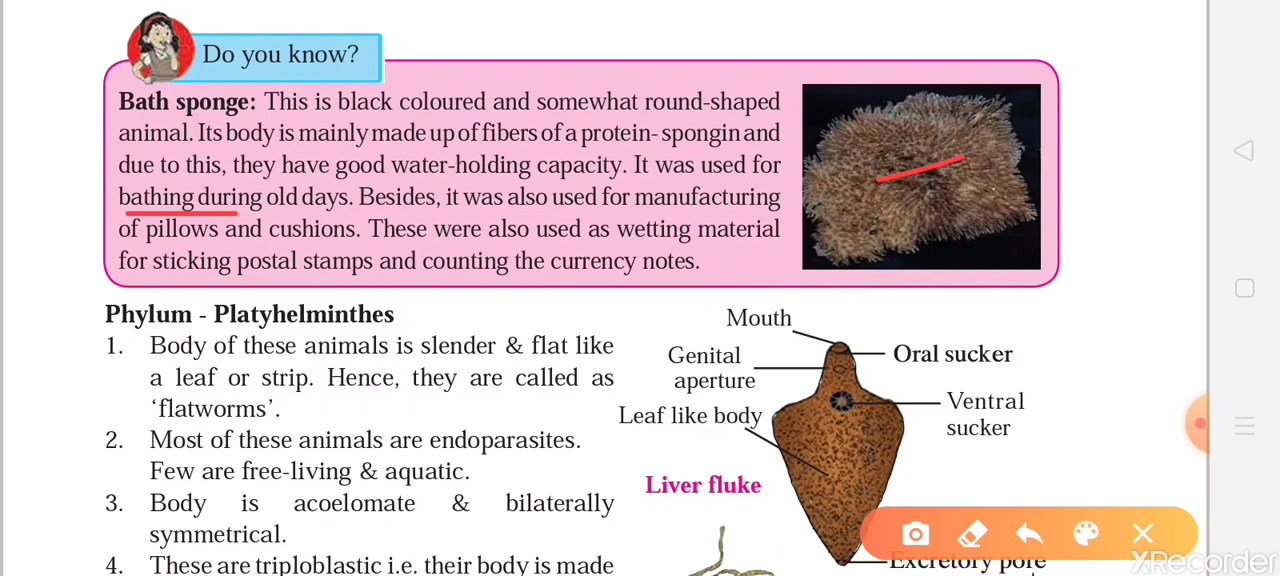 Do you know?
Bath sponge: This is black coloured and somewhat round-shaped
animal. Its body is mainly made up of fibers of a protein- spongin and
due to this, they have good water-holding capacity. It was used for
bathing during old days. Besides, it was also used for manufacturing
of pillows and cushions. These were also used as wetting material
for sticking postal stamps and counting the currency notes.
Phylum - Platyhelminthes
1. Body of these animals is slender & flat like
a leaf or strip. Hence, they are called as
‘flatworms’.
2. Most of these animals are endoparasites.
Few are free-living & aquatic.
3. Body is acoelomate & bilaterally
symmetrical.
4. These are triploblastic i.e. their body is made
Mouth
Genital
aperture
Oral sucker
Leaf like body
Ventral
sucker
Liver fluke
Excretory pore
XRecorder